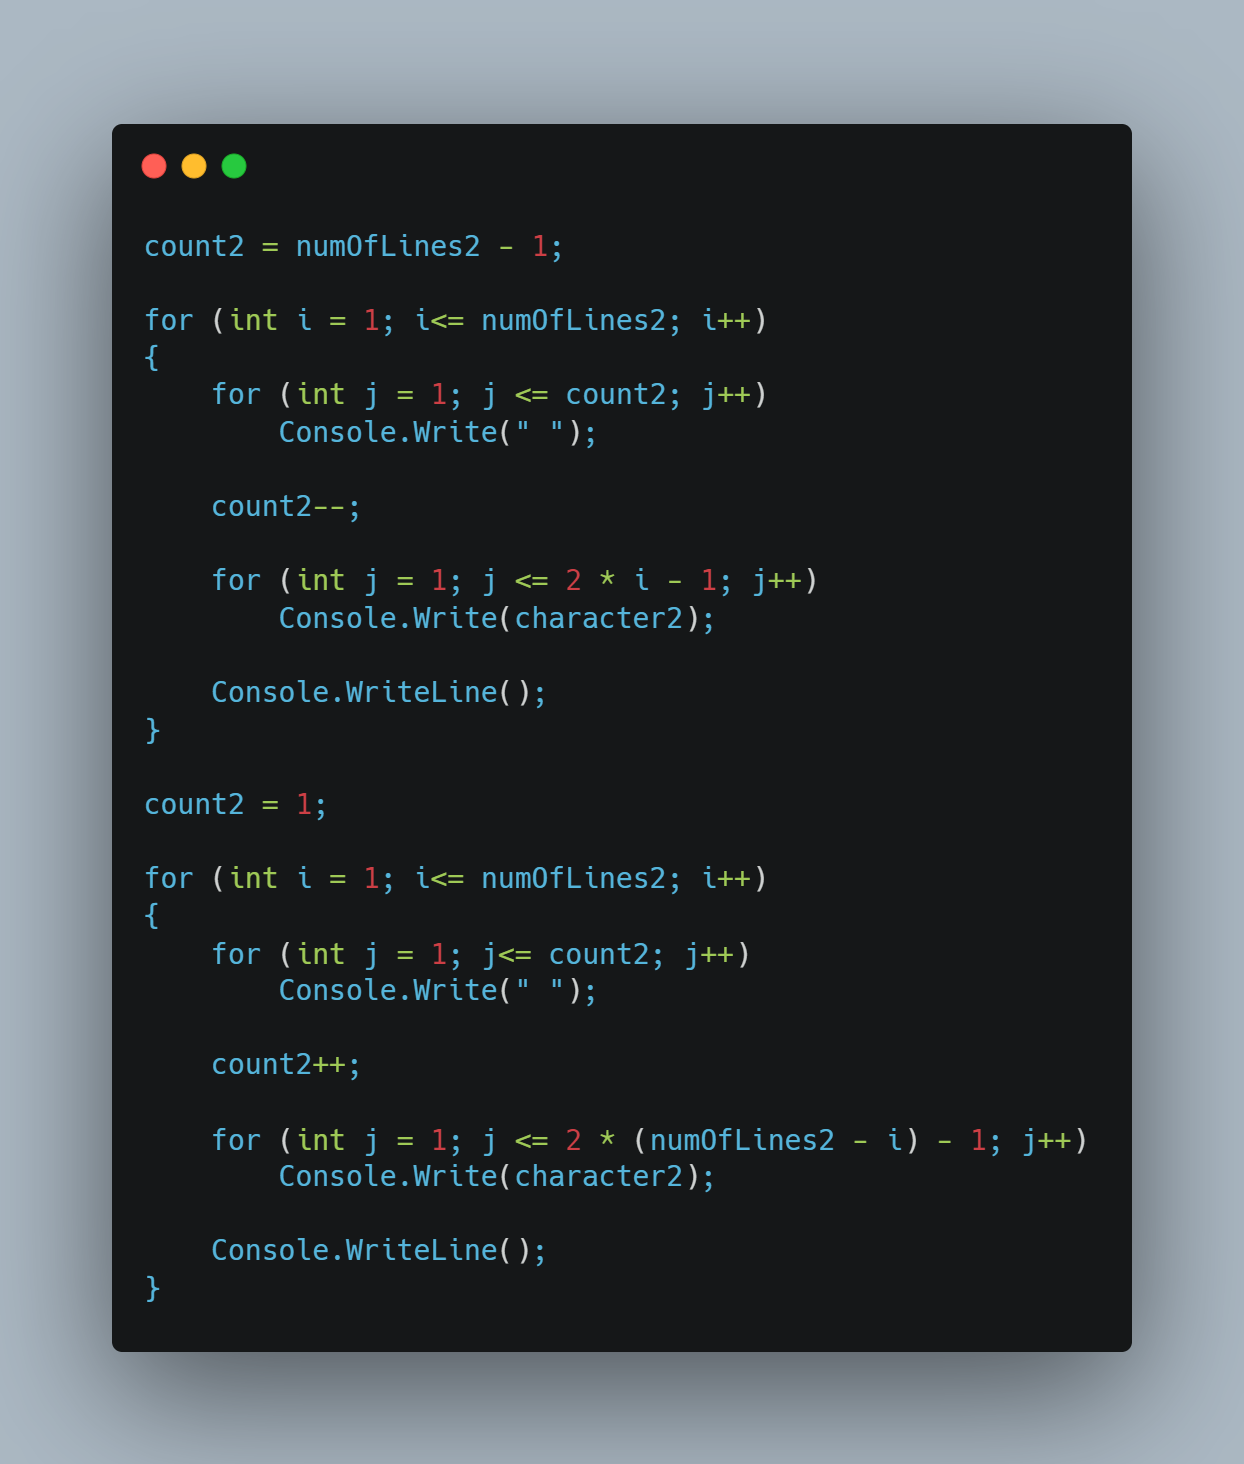 count2 = numOfLines2 - 1;

for (int i = 1; i<= numOfLines2; i++)
{
    for (int j = 1; j <= count2; j++)
        Console.Write(" ");

    count2--;

    for (int j = 1; j <= 2 * i - 1; j++)
        Console.Write(character2);

    Console.WriteLine();
}

count2 = 1;

for (int i = 1; i<= numOfLines2; i++)
{
    for (int j = 1; j<= count2; j++)
        Console.Write(" ");

    count2++;

    for (int j = 1; j <= 2 * (numOfLines2 - i) - 1; j++)
        Console.Write(character2);

    Console.WriteLine();
}